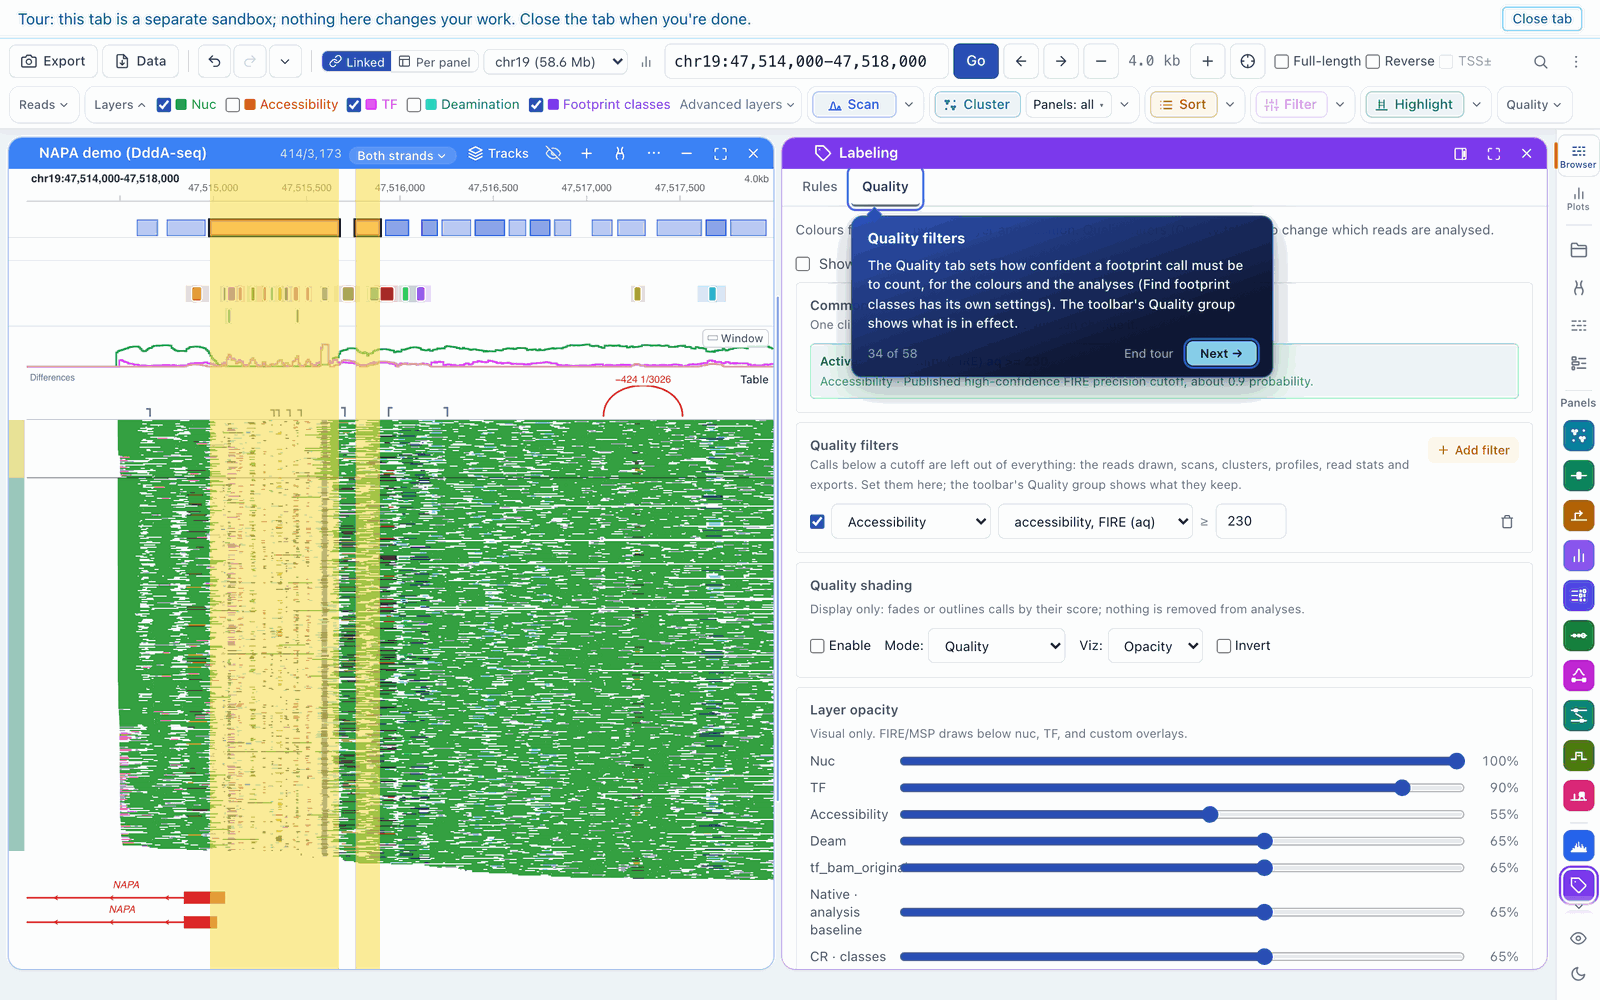 Tour: this tab is a separate sandbox; nothing here changes your work. Close the tab when you're done.
Close tab
Export
Data
Linked
Per panel
chr19 (58.6 Mb)
chr19:47,514,000–47,518,000
Go
4.0 kb
Full-length
Reverse
TSS±
Reads
Layers
Nuc
Accessibility
TF
Deamination
Footprint classes
Advanced layers
Scan
Cluster
Panels: all
Sort
Filter
Highlight
Quality
NAPA demo (DddA-seq)
414/3,173
Both strands
Tracks
chr19:47,514,000-47,518,000
4.0kb
47,515,000
47,515,500
47,516,000
47,516,500
47,517,000
47,517,500
Window
Differences
−424 1/3026
Table
NAPA
NAPA
Labeling
Rules
Quality
Colours
change which reads are analysed.
Show
Quality filters
The Quality tab sets how confident a footprint call must be
to count, for the colours and the analyses (Find footprint
classes has its own settings). The toolbar's Quality group
shows what is in effect.
34 of 58
End tour
Next →
One cli
Accessibility · Published high-confidence FIRE precision cutoff, about 0.9 probability.
Quality filters
+ Add filter
Calls below a cutoff are left out of everything: the reads drawn, scans, clusters, profiles, read stats and
exports. Set them here; the toolbar's Quality group shows what they keep.
Accessibility
accessibility, FIRE (aq)
≥
230
Quality shading
Display only: fades or outlines calls by their score; nothing is removed from analyses.
Enable
Mode:
Quality
Viz:
Opacity
Invert
Layer opacity
Visual only. FIRE/MSP draws below nuc, TF, and custom overlays.
Nuc
100%
TF
90%
Accessibility
55%
Deam
65%
tf_bam_origina
65%
Native ·
analysis
baseline
65%
CR · classes
65%
Browser
Plots
Panels